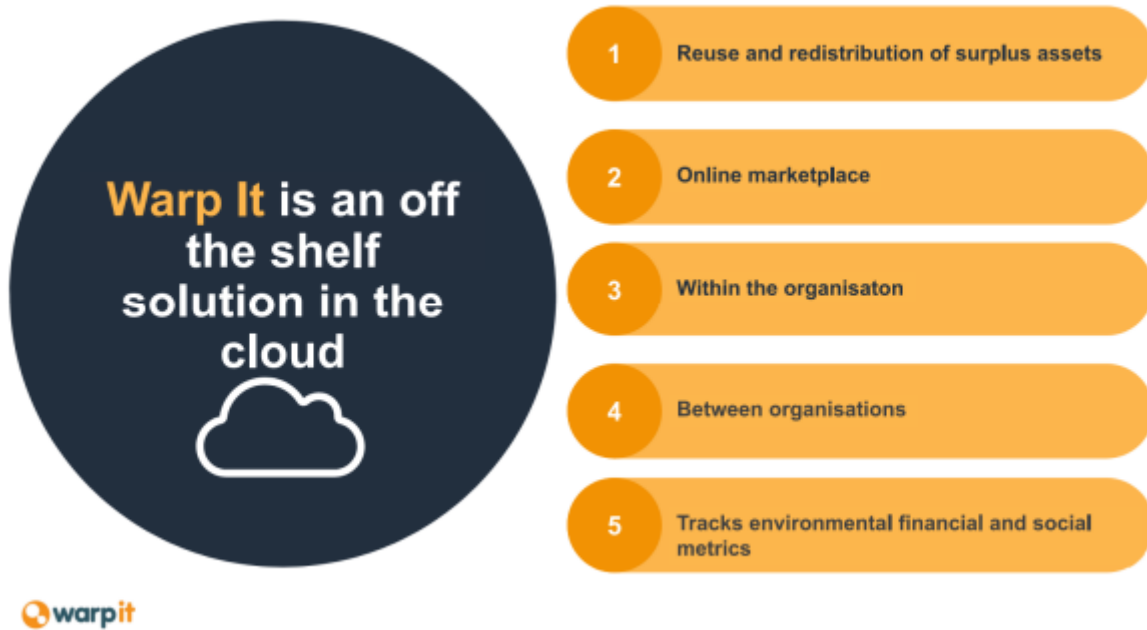 Warp It is an off
the shelf
solution in the
cloud
1
Reuse and redistribution of surplus assets
2
Online marketplace
3
Within the organisaton
4
Between organisations
5
Tracks environmental financial and social
metrics
warpit